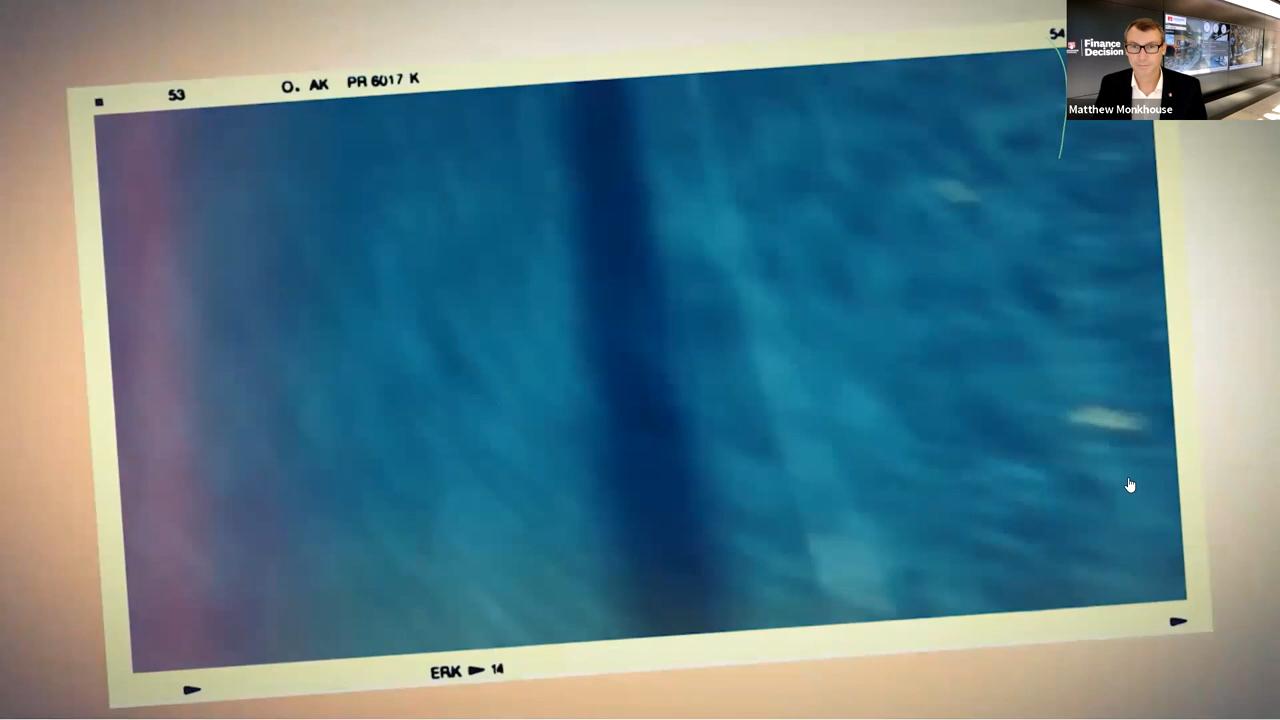 54
53 O. AK PR 6017 K
Finance
Decision
Matthew Monkhouse
ERK 14